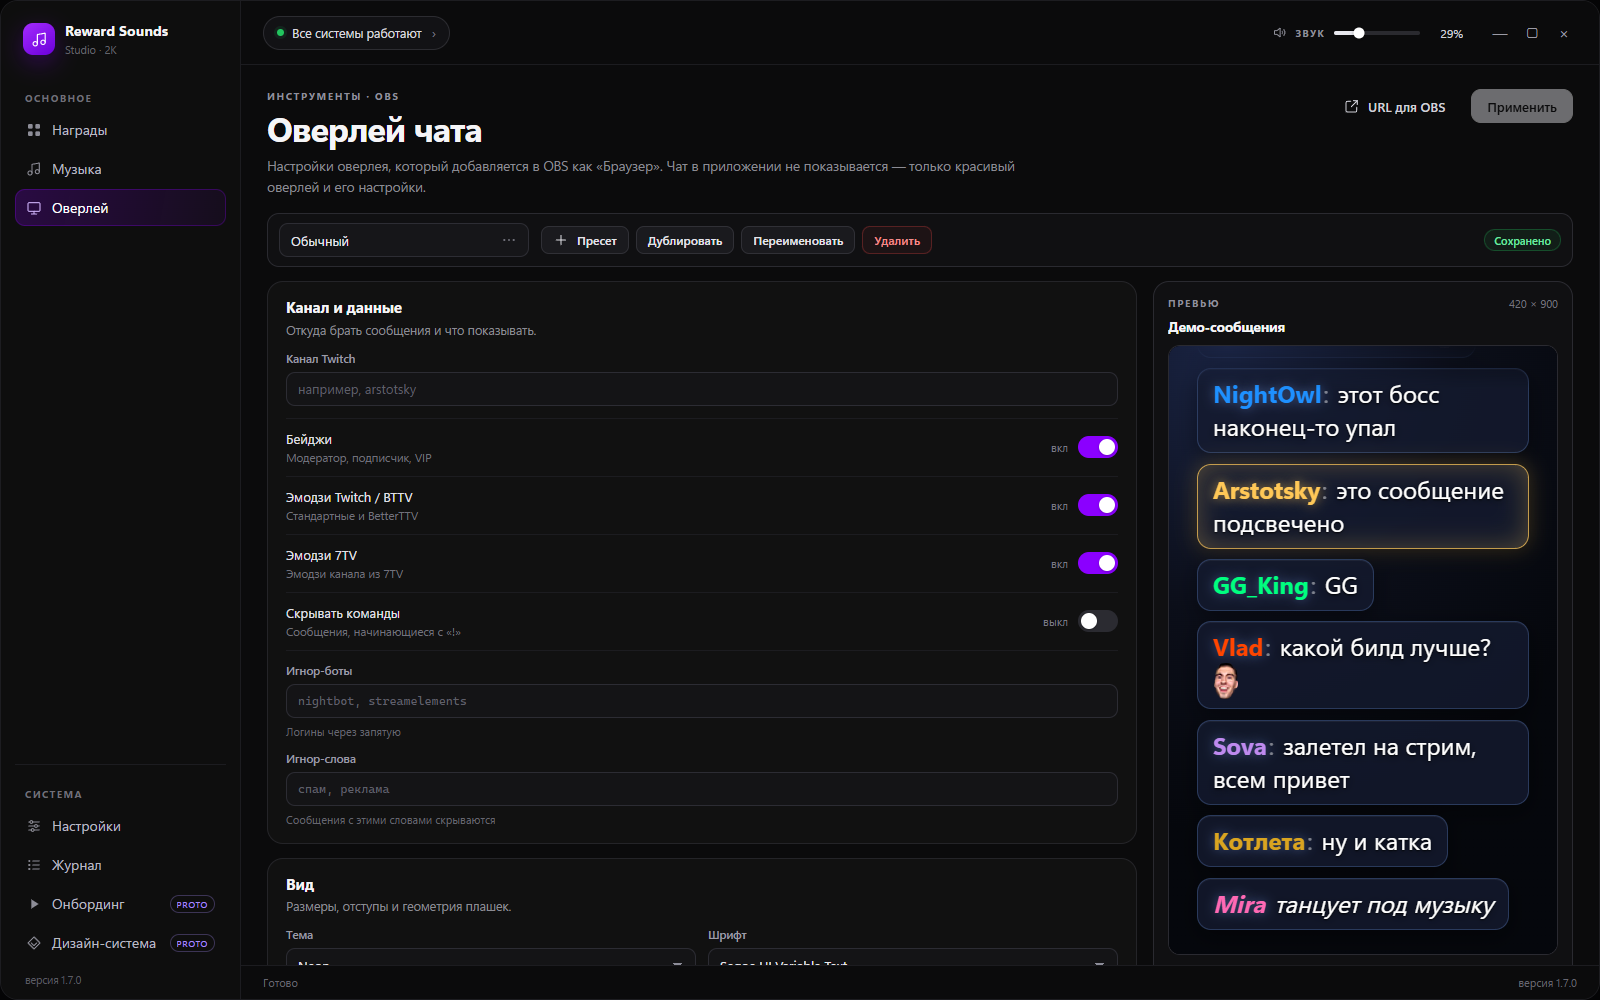 Reward Sounds
Studio · 2K
ОСНОВНОЕ
Награды
Музыка
Оверлей
СИСТЕМА
Настройки
Журнал
Онбординг PROTO
Дизайн-система PROTO
версия 1.7.0
Все системы работают ›
ЗВУК 29%
ИНСТРУМЕНТЫ · OBS
Оверлей чата
Настройки оверлея, который добавляется в OBS как «Браузер». Чат в приложении не показывается — только красивый
оверлей и его настройки.
URL для OBS
Применить
Обычный ···
+ Пресет
Дублировать
Переименовать
Удалить
Сохранено
Канал и данные
Откуда брать сообщения и что показывать.
Канал Twitch
например, arstotsky
Бейджи
Модератор, подписчик, VIP
вкл
Эмодзи Twitch / BTTV
Стандартные и BetterTTV
вкл
Эмодзи 7TV
Эмодзи канала из 7TV
вкл
Скрывать команды
Сообщения, начинающиеся с «!»
выкл
Игнор-боты
nightbot, streamelements
Логины через запятую
Игнор-слова
спам, реклама
Сообщения с этими словами скрываются
Вид
Размеры, отступы и геометрия плашек.
Тема
Neon
Шрифт
Segoe UI Variable Text
ПРЕВЬЮ
420 × 900
Демо-сообщения
NightOwl: этот босс
наконец-то упал
Arstotsky: это сообщение
подсвечено
GG_King: GG
Vlad: какой билд лучше?
Sova: залетел на стрим,
всем привет
Котлета: ну и катка
Mira танцует под музыку
Готово
версия 1.7.0